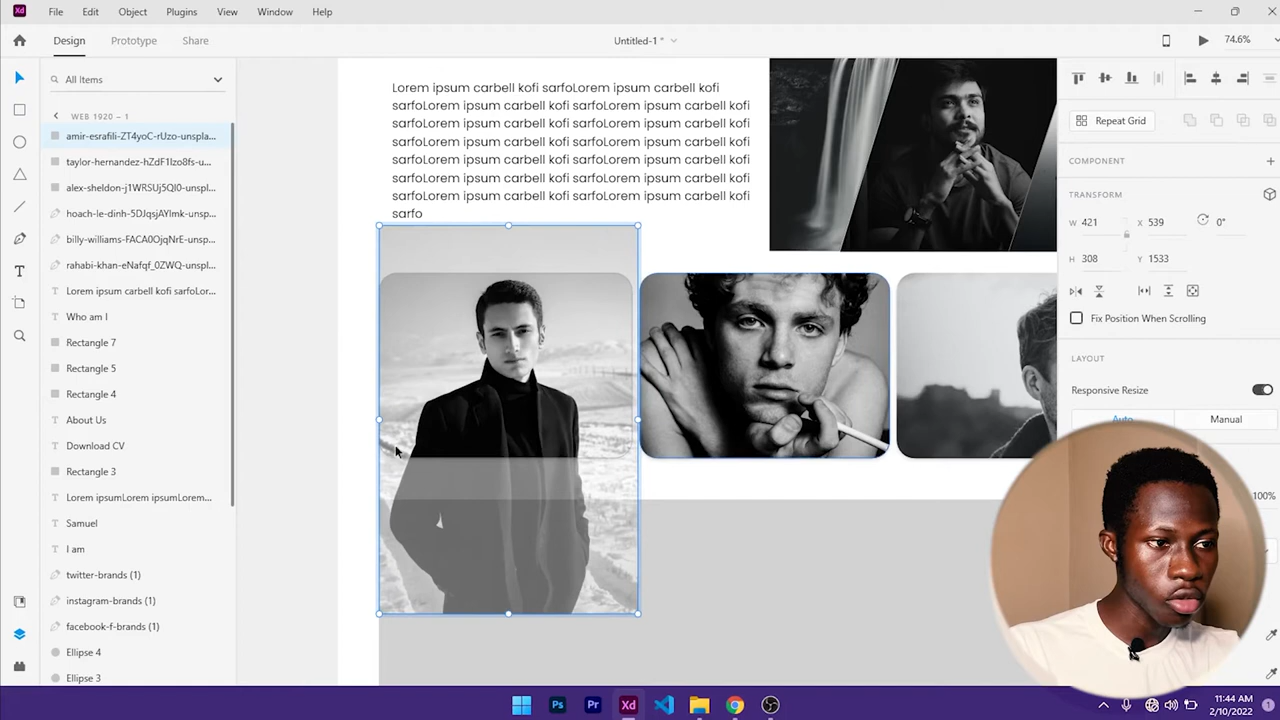 File Edit Object Plugins View Window Help
Design Prototype Share
Untitled-1 *
74.6%
All Items
WEB 1920 – 1
amir-esrafili-ZT4yoC-rUzo-unspla...
taylor-hernandez-hZdF1Izo8fs-u...
alex-sheldon-j1WRSUj5QI0-unspl...
hoach-le-dinh-5DJqsjAYlmk-unsp...
billy-williams-FACA0OjqNrE-unsp...
rahabi-khan-eNafqf_0ZWQ-unspl...
Lorem ipsum carbell kofi sarfoLor...
Who am I
Rectangle 7
Rectangle 5
Rectangle 4
About Us
Download CV
Rectangle 3
Lorem ipsumLorem ipsumLorem...
Samuel
I am
twitter-brands (1)
instagram-brands (1)
facebook-f-brands (1)
Ellipse 4
Ellipse 3
Lorem ipsum carbell kofi sarfoLorem ipsum carbell kofi
sarfoLorem ipsum carbell kofi sarfoLorem ipsum carbell kofi
sarfoLorem ipsum carbell kofi sarfoLorem ipsum carbell kofi
sarfoLorem ipsum carbell kofi sarfoLorem ipsum carbell kofi
sarfoLorem ipsum carbell kofi sarfoLorem ipsum carbell kofi
sarfoLorem ipsum carbell kofi sarfoLorem ipsum carbell kofi
sarfoLorem ipsum carbell kofi sarfoLorem ipsum carbell kofi
sarfo
Repeat Grid
COMPONENT
TRANSFORM
W 421 X 539 0°
H 308 Y 1533
Fix Position When Scrolling
LAYOUT
Responsive Resize
Auto Manual
100%
Xd
Ps Pr Xd
11:44 AM
2/10/2022